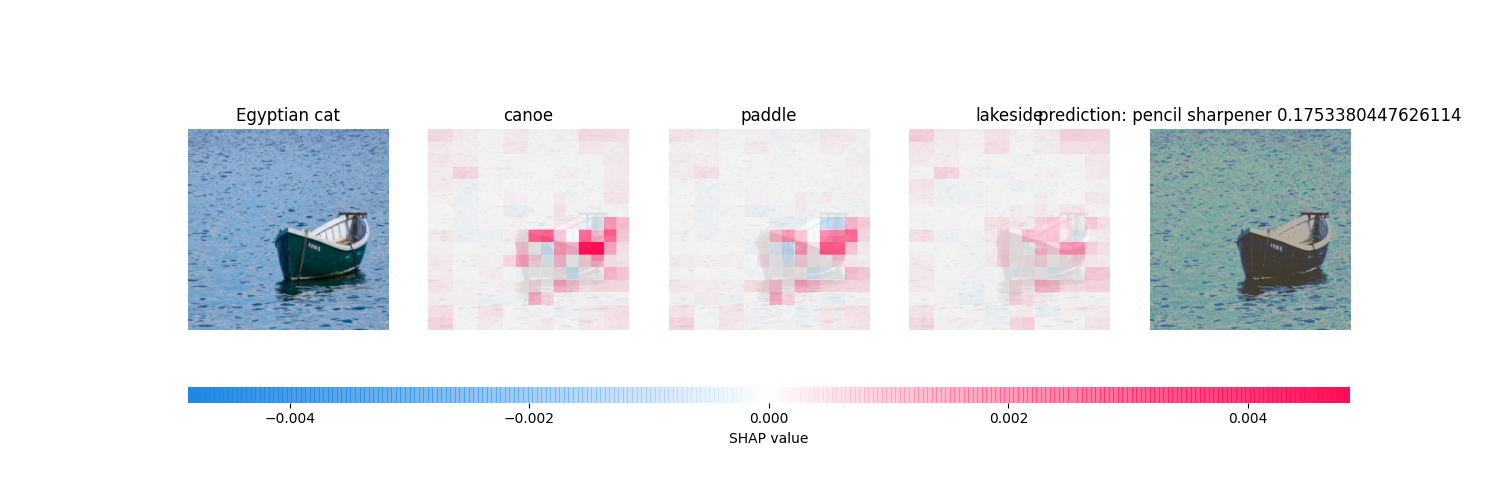 Egyptian cat
canoe
paddle
lakeside
prediction: pencil sharpener 0.1753380447626114
−0.004
−0.002
0.000
0.002
0.004
SHAP value